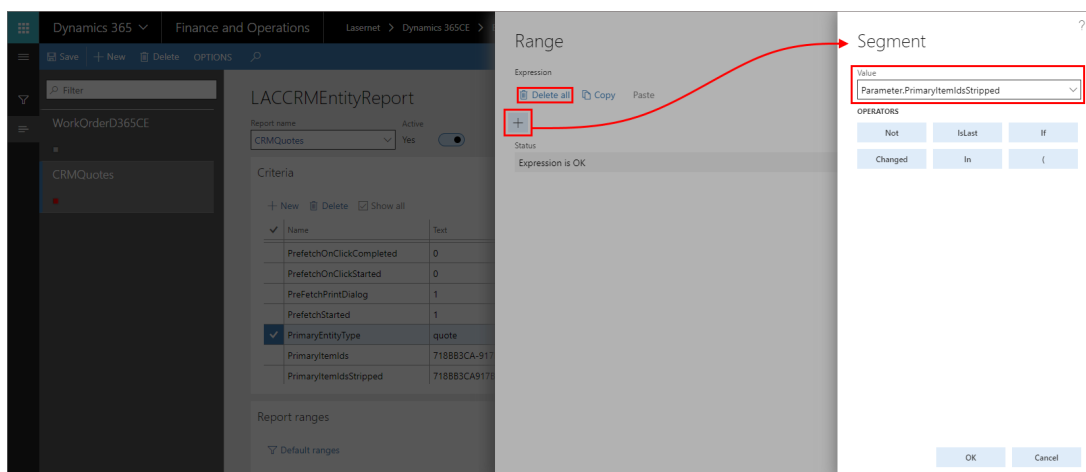 Dynamics 365
Finance and Operations
Lasernet > Dynamics 365CE >
Save
+ New
Delete
OPTIONS
Filter
WorkOrderD365CE
CRMQuotes
LACCRMEntityReport
Report name
Active
CRMQuotes
Yes
Criteria
+ New
Delete
Show all
Name
Text
PrefetchOnClickCompleted
0
PrefetchOnClickStarted
0
PreFetchPrintDialog
1
PrefetchStarted
1
PrimaryEntityType
quote
PrimaryItemIds
718BB3CA-917
PrimaryItemIdsStripped
718BB3CA9178
Report ranges
Default ranges
Range
Expression
Delete all
Copy
Paste
+
Status
Expression is OK
?
Segment
Value
Parameter.PrimaryItemIdsStripped
OPERATORS
Not
IsLast
If
Changed
In
(
OK
Cancel